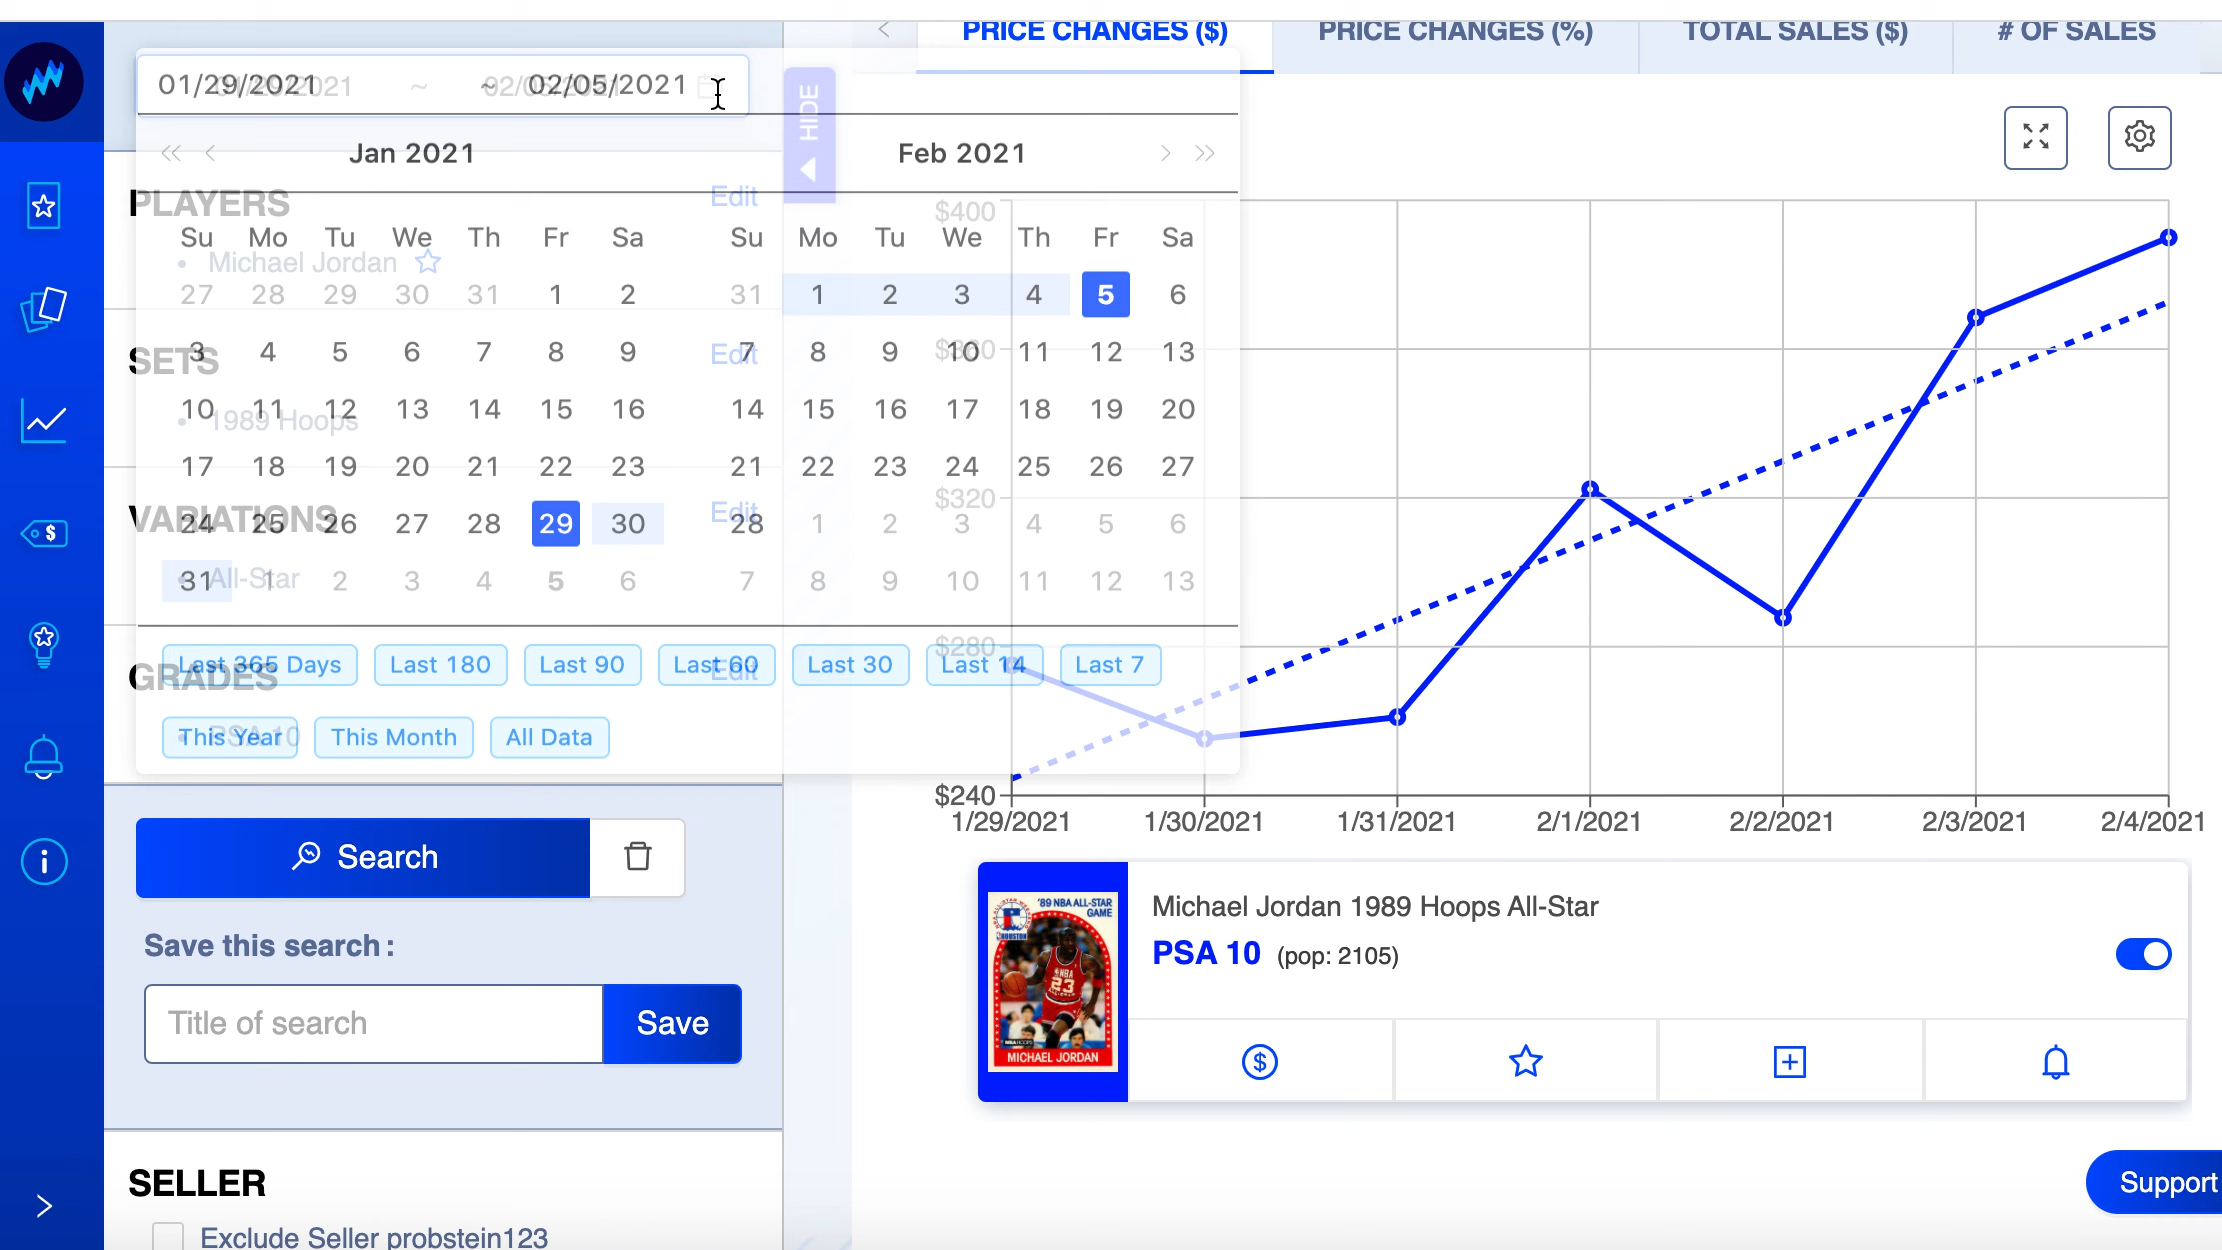 PRICE CHANGES ($)
PRICE CHANGES (%)
TOTAL SALES ($)
# OF SALES
01/29/2021 ~ 02/05/2021
HIDE
Jan 2021
Feb 2021
PLAYERS
Edit
Su Mo Tu We Th Fr Sa
Su Mo Tu We Th Fr Sa
Michael Jordan
27 28 29 30 31 1 2
31 1 2 3 4 5 6
SETS
Edit
3 4 5 6 7 8 9
7 8 9 10 11 12 13
10 11 12 13 14 15 16
14 15 16 17 18 19 20
1989 Hoops
17 18 19 20 21 22 23
21 22 23 24 25 26 27
VARIATIONS
Edit
24 25 26 27 28 29 30
28 1 2 3 4 5 6
31 1 2 3 4 5 6
7 8 9 10 11 12 13
All-Star
GRADES
Edit
Last 365 Days
Last 180
Last 90
Last 60
Last 30
Last 14
Last 7
PSA 10
This Year
This Month
All Data
$400
$360
$320
$280
$240
1/29/2021
1/30/2021
1/31/2021
2/1/2021
2/2/2021
2/3/2021
2/4/2021
Search
Save this search :
Title of search
Save
SELLER
Exclude Seller probstein123
'89 NBA ALL-STAR
GAME
HOUSTON
NBA
23
MICHAEL JORDAN
Michael Jordan 1989 Hoops All-Star
PSA 10 (pop: 2105)
Support